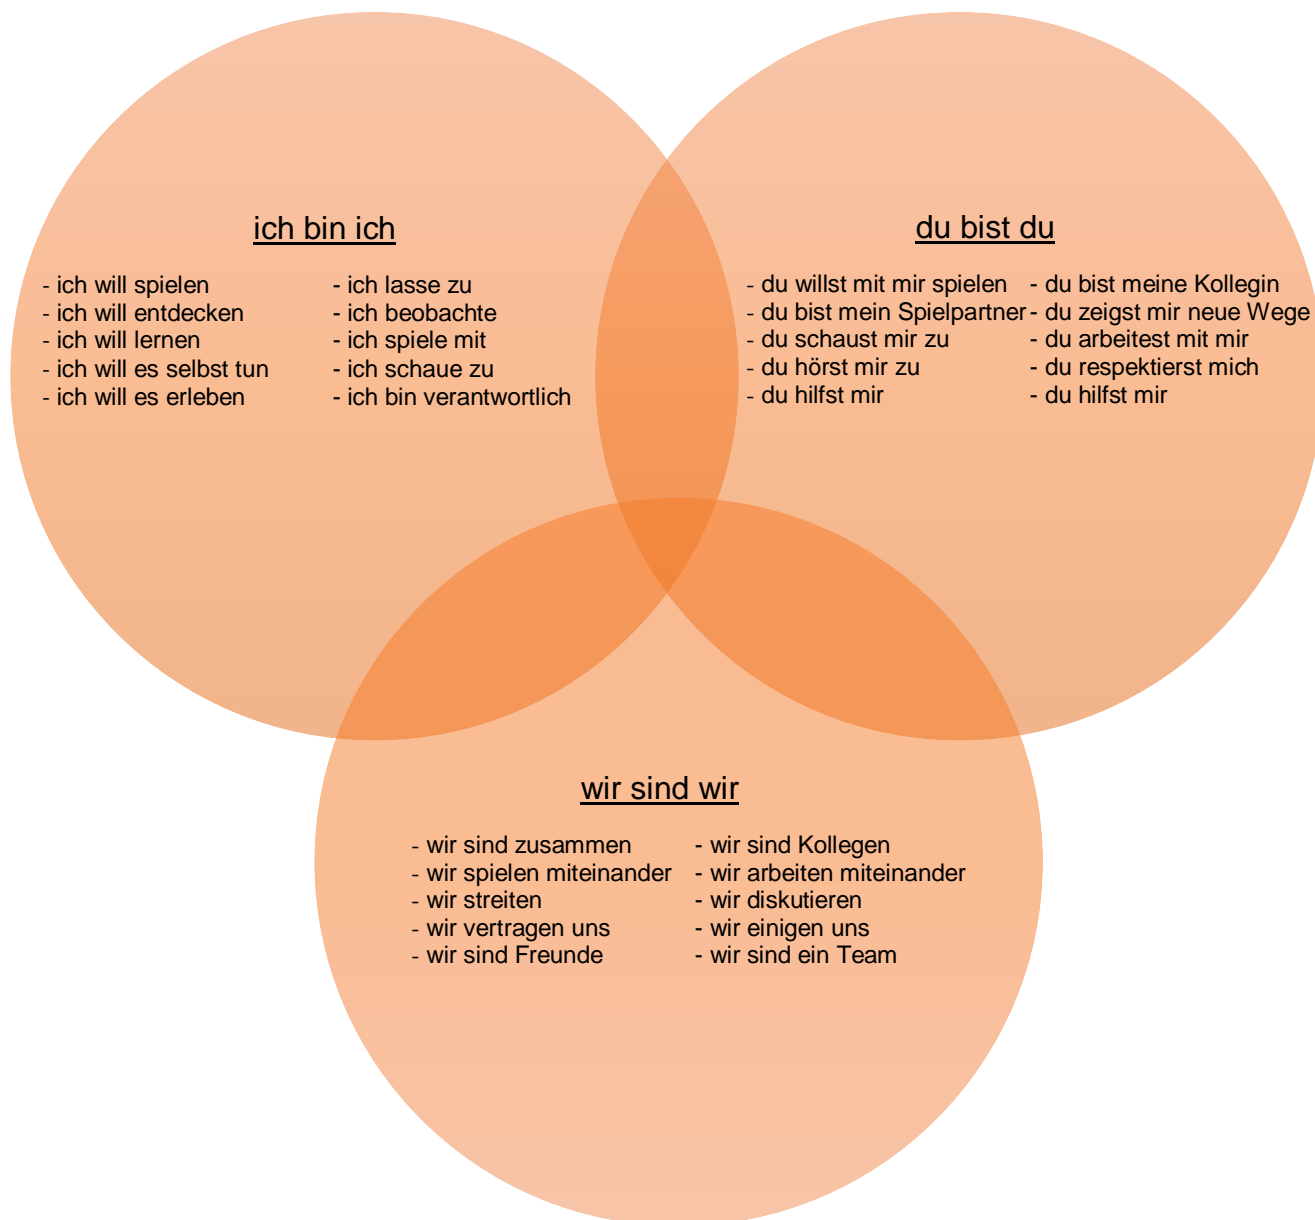 ich bin ich
- ich will spielen
- ich will entdecken
- ich will lernen
- ich will es selbst tun
- ich will es erleben
- ich lasse zu
- ich beobachte
- ich spiele mit
- ich schaue zu
- ich bin verantwortlich
du bist du
- du willst mit mir spielen
- du bist mein Spielpartner
- du schaust mir zu
- du hörst mir zu
- du hilfst mir
- du bist meine Kollegin
- du zeigst mir neue Wege
- du arbeitest mit mir
- du respektierst mich
- du hilfst mir
wir sind wir
- wir sind zusammen
- wir spielen miteinander
- wir streiten
- wir vertragen uns
- wir sind Freunde
- wir sind Kollegen
- wir arbeiten miteinander
- wir diskutieren
- wir einigen uns
- wir sind ein Team